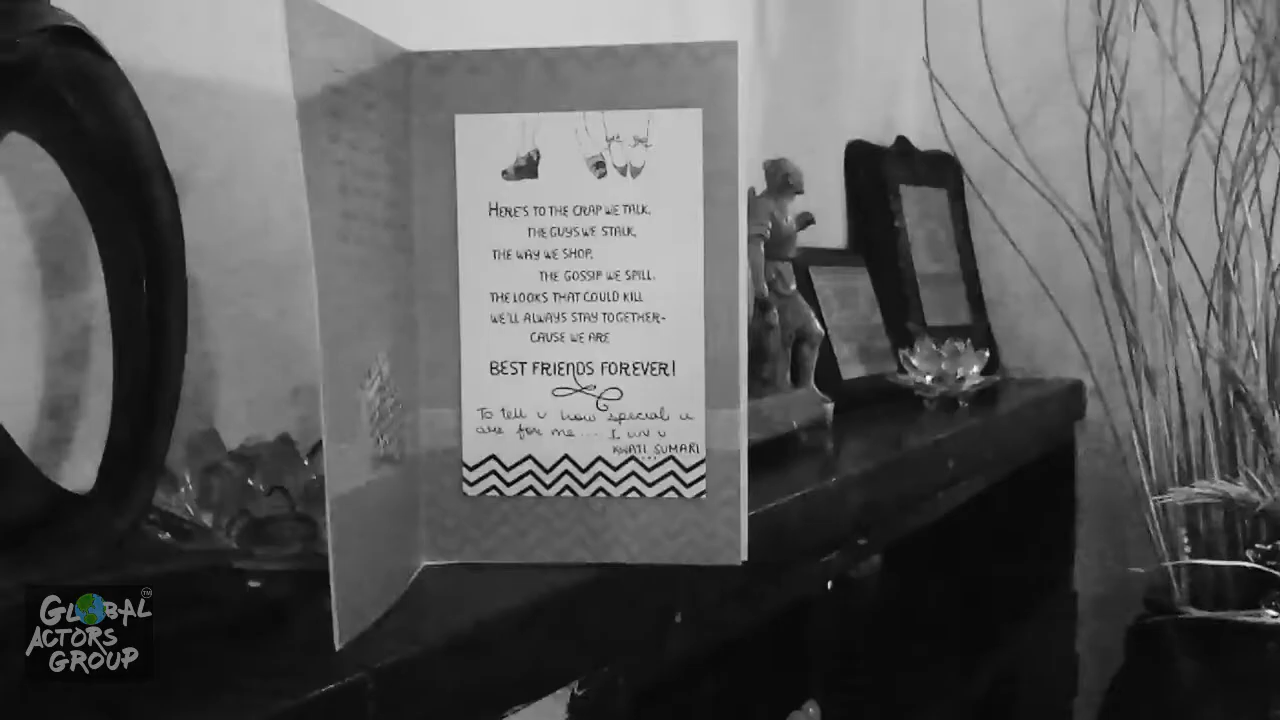 HERE'S TO THE CRAP WE TALK,
THE GUYS WE STALK,
THE WAY WE SHOP,
THE GOSSIP WE SPILL,
THE LOOKS THAT COULD KILL
WE'LL ALWAYS STAY TOGETHER-
CAUSE WE ARE
BEST FRIENDS FOREVER!
To tell u how special u
are for me.... I luv u
SUMARI
GLOBAL TM
ACTORS
GROUP